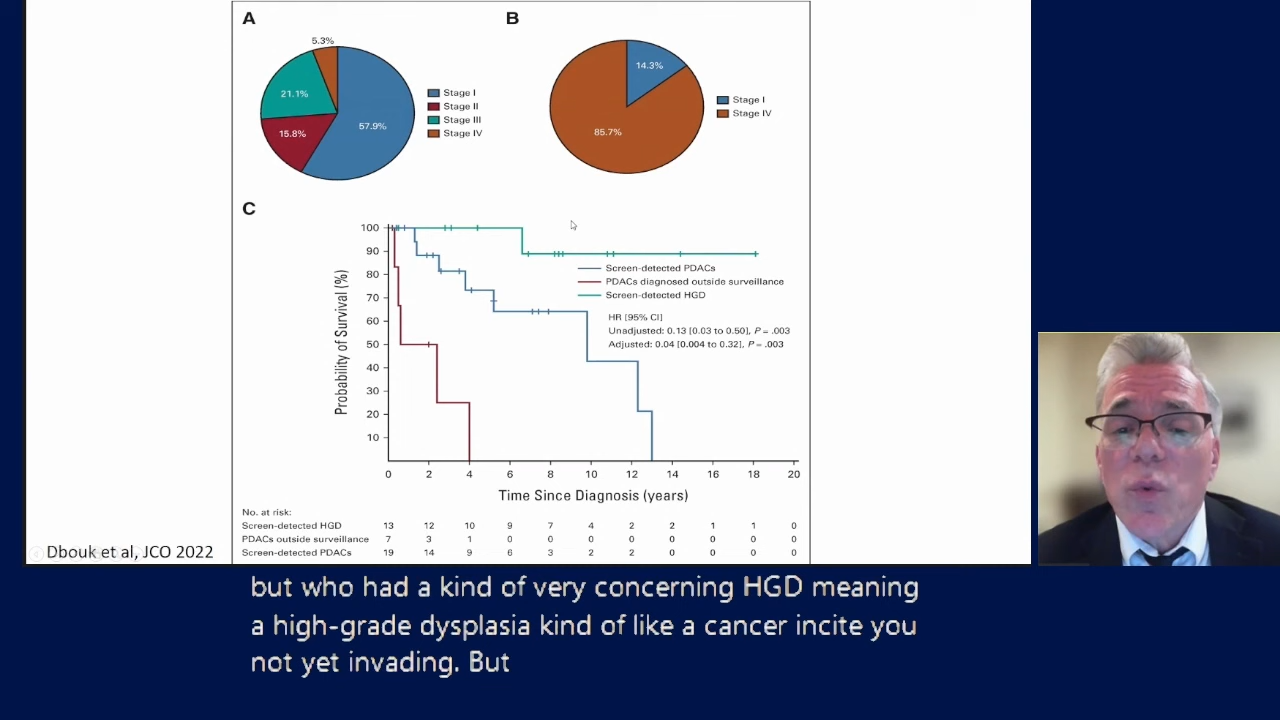 A
B
5.3%
21.1%
15.8%
57.9%
Stage I
Stage II
Stage III
Stage IV
14.3%
85.7%
Stage I
Stage IV
C
Probability of Survival (%)
100
90
80
70
60
50
40
30
20
10
Screen-detected PDACs
PDACs diagnosed outside surveillance
Screen-detected HGD
HR [95% CI]
Unadjusted: 0.13 [0.03 to 0.50], P = .003
Adjusted: 0.04 [0.004 to 0.32], P = .003
0 2 4 6 8 10 12 14 16 18 20
Time Since Diagnosis (years)
No. at risk:
Screen-detected HGD 13 12 10 9 7 4 2 2 1 1 0
PDACs outside surveillance 7 3 1 0 0 0 0 0 0 0 0
Screen-detected PDACs 19 14 9 6 3 2 2 0 0 0 0
Dbouk et al, JCO 2022
but who had a kind of very concerning HGD meaning
a high-grade dysplasia kind of like a cancer incite you
not yet invading. But